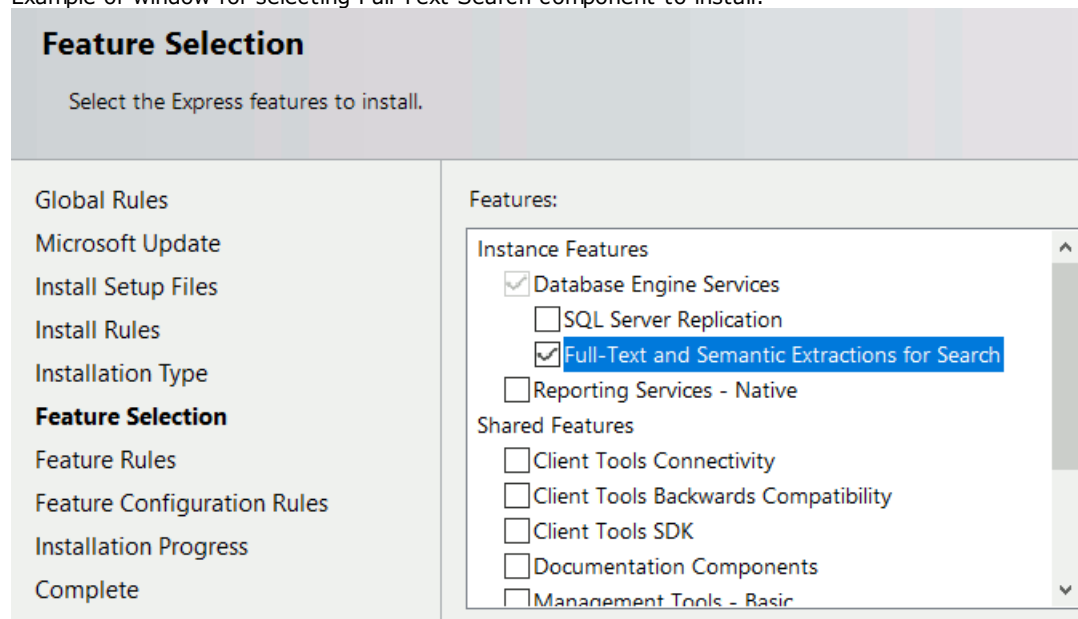 Example of window for selecting Full-Text Search component to install:
Feature Selection
Select the Express features to install.
Global Rules
Microsoft Update
Install Setup Files
Install Rules
Installation Type
Feature Selection
Feature Rules
Feature Configuration Rules
Installation Progress
Complete
Features:
Instance Features
Database Engine Services
SQL Server Replication
Full-Text and Semantic Extractions for Search
Reporting Services - Native
Shared Features
Client Tools Connectivity
Client Tools Backwards Compatibility
Client Tools SDK
Documentation Components
Management Tools - Basic